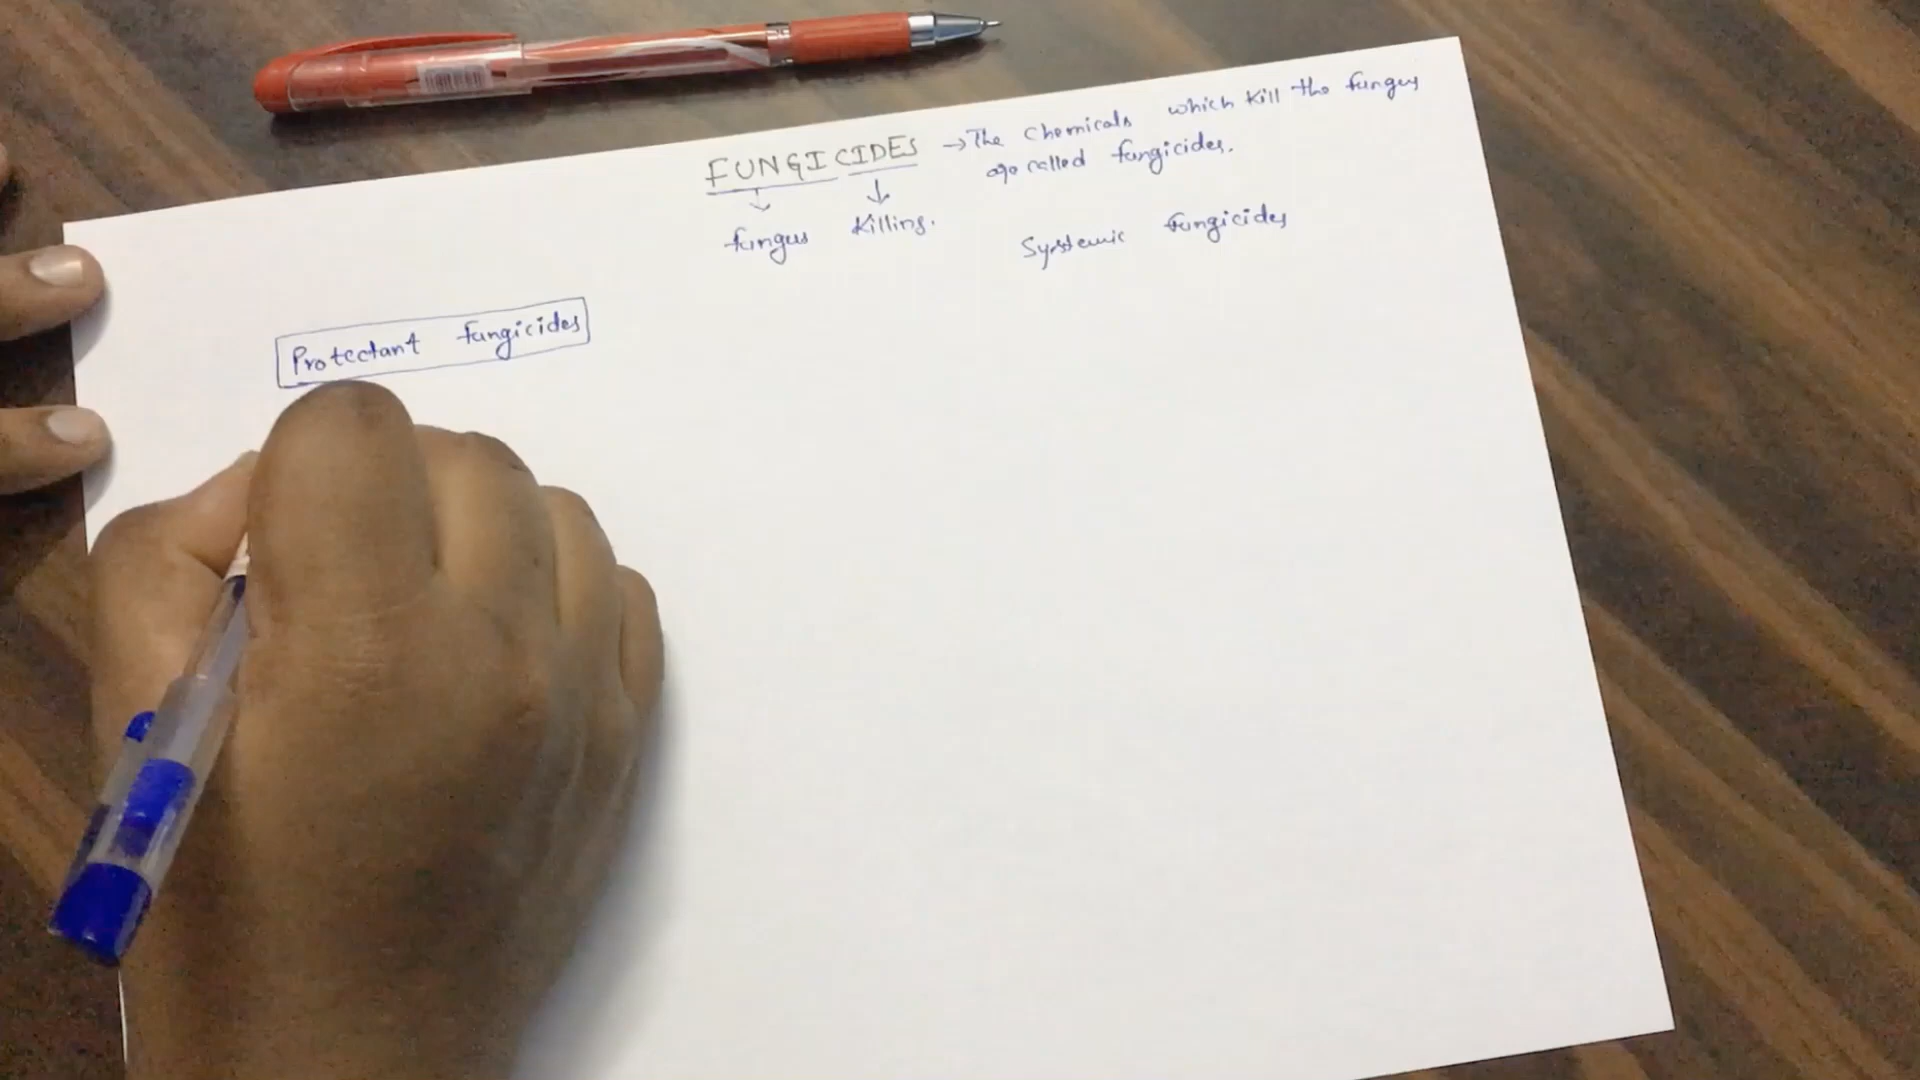 FUNGICIDES → The chemicals which kill the fungus
are called fungicides.
↓ ↓
fungus killing.
Systemic fungicides
Protectant fungicides